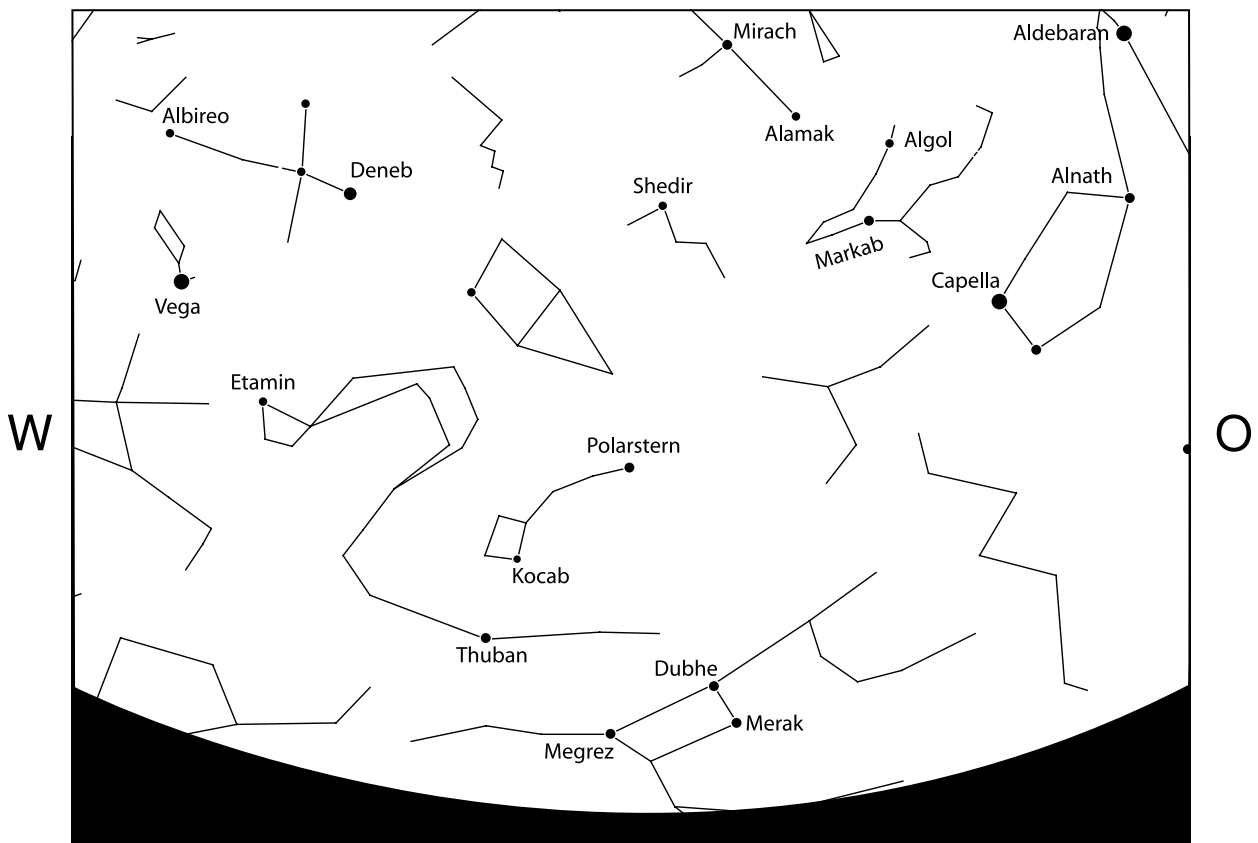 Mirach
Aldebaran
Albireo
Alamak
Algol
Deneb
Shedir
Alnath
Markab
Capella
Vega
Etamin
W
Polarstern
O
Kocab
Thuban
Dubhe
Merak
Megrez